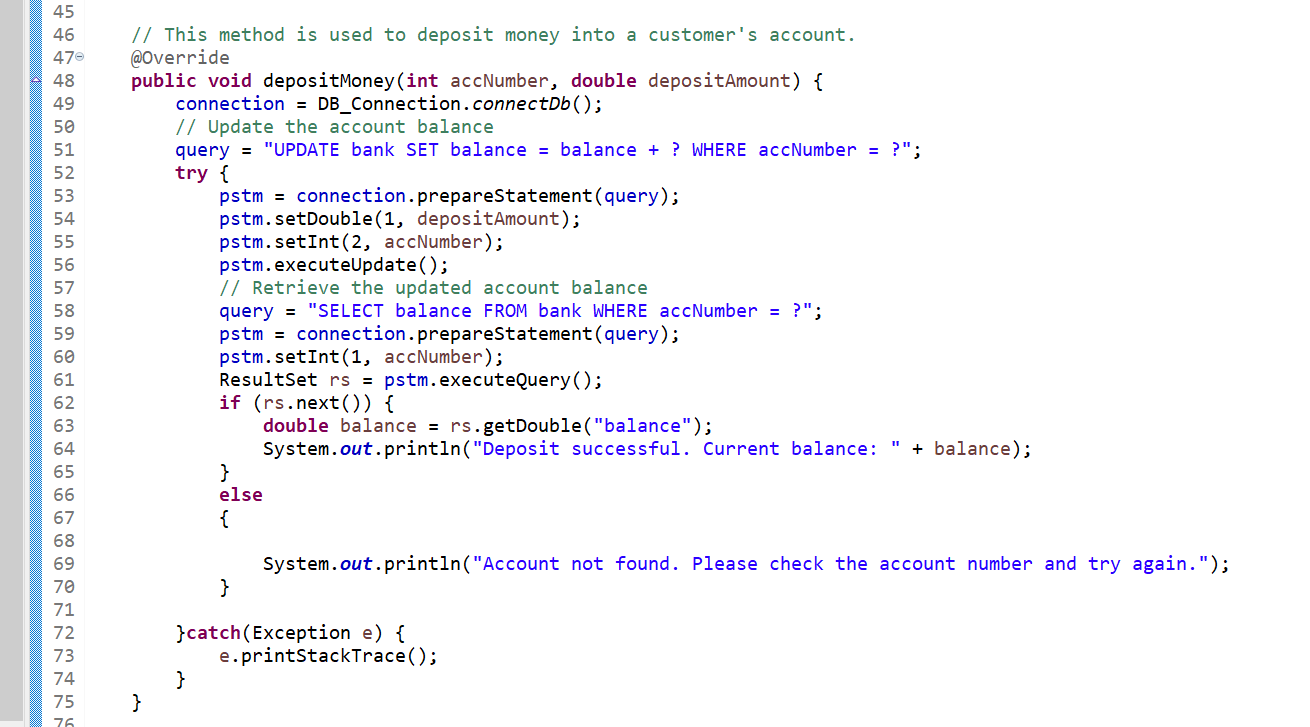 45
46 // This method is used to deposit money into a customer's account.
47 @Override
48 public void depositMoney(int accNumber, double depositAmount) {
49 connection = DB_Connection.connectDb();
50 // Update the account balance
51 query = "UPDATE bank SET balance = balance + ? WHERE accNumber = ?";
52 try {
53 pstm = connection.prepareStatement(query);
54 pstm.setDouble(1, depositAmount);
55 pstm.setInt(2, accNumber);
56 pstm.executeUpdate();
57 // Retrieve the updated account balance
58 query = "SELECT balance FROM bank WHERE accNumber = ?";
59 pstm = connection.prepareStatement(query);
60 pstm.setInt(1, accNumber);
61 ResultSet rs = pstm.executeQuery();
62 if (rs.next()) {
63 double balance = rs.getDouble("balance");
64 System.out.println("Deposit successful. Current balance: " + balance);
65 }
66 else
67 {
68
69 System.out.println("Account not found. Please check the account number and try again.");
70 }
71
72 }catch(Exception e) {
73 e.printStackTrace();
74 }
75 }
76